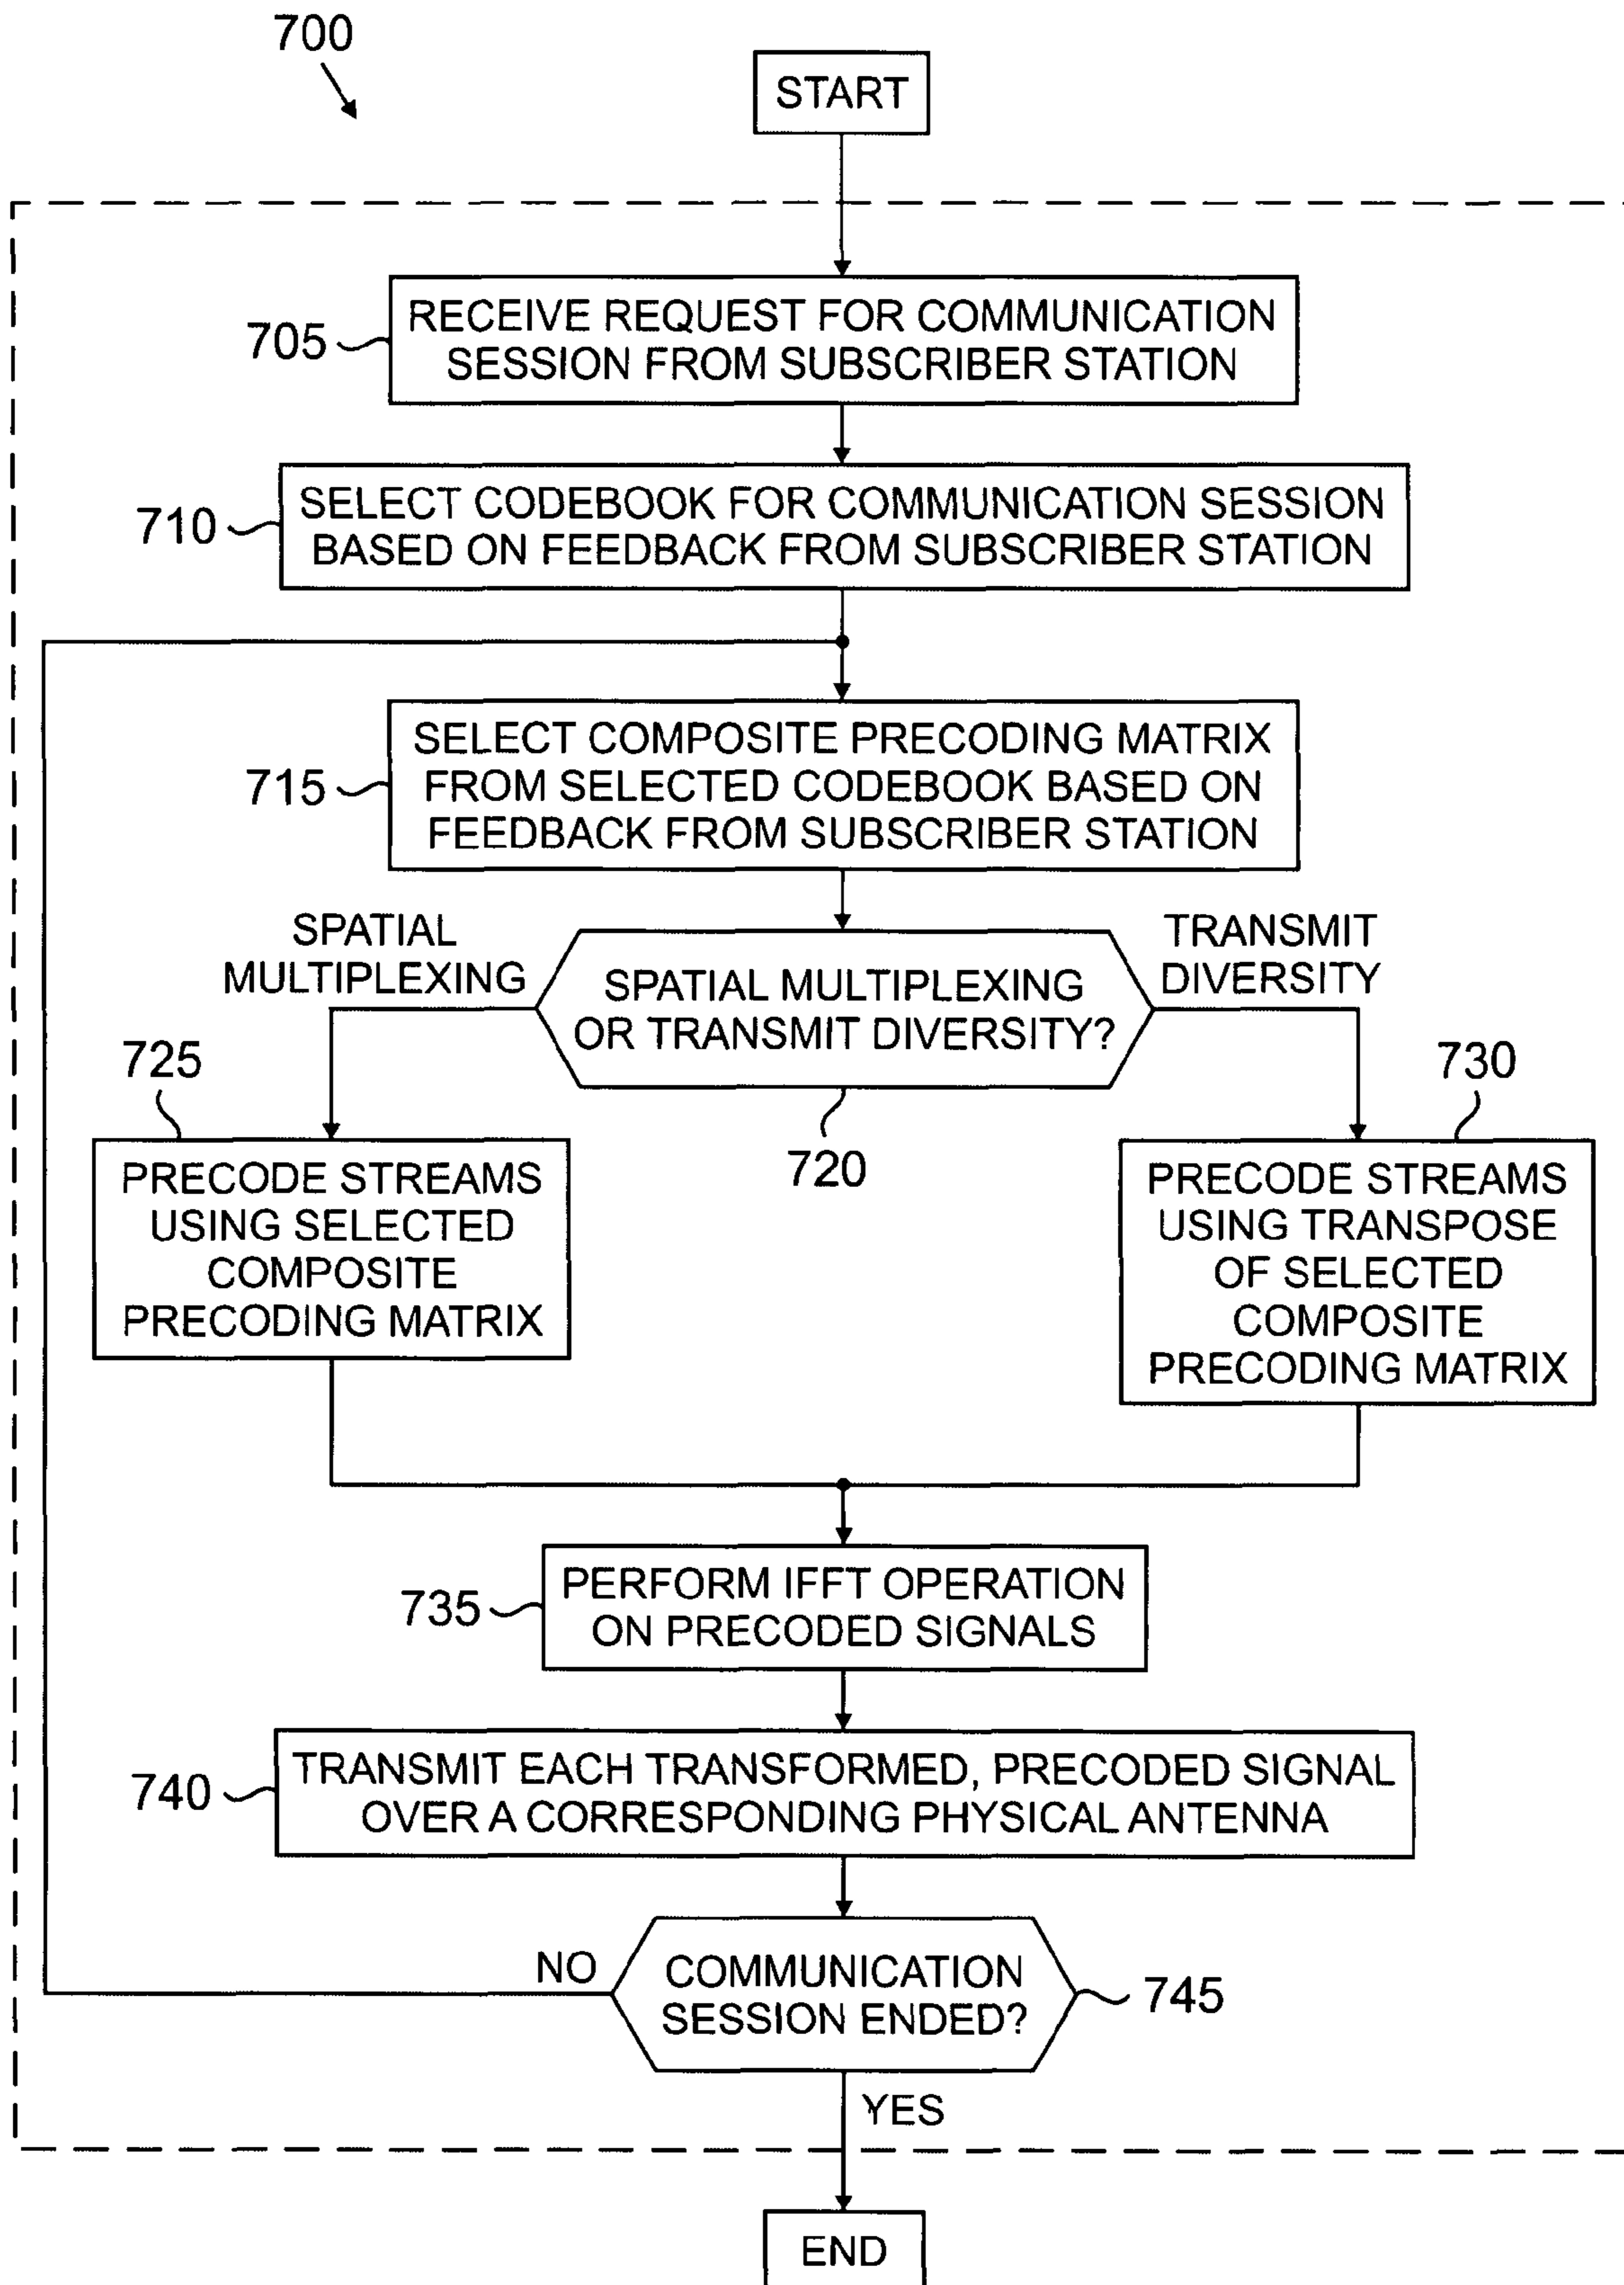 700
START
705
RECEIVE REQUEST FOR COMMUNICATION
SESSION FROM SUBSCRIBER STATION
710
SELECT CODEBOOK FOR COMMUNICATION SESSION
BASED ON FEEDBACK FROM SUBSCRIBER STATION
715
SELECT COMPOSITE PRECODING MATRIX
FROM SELECTED CODEBOOK BASED ON
FEEDBACK FROM SUBSCRIBER STATION
SPATIAL
MULTIPLEXING
SPATIAL MULTIPLEXING
OR TRANSMIT DIVERSITY?
720
TRANSMIT
DIVERSITY
725
PRECODE STREAMS
USING SELECTED
COMPOSITE
PRECODING MATRIX
730
PRECODE STREAMS
USING TRANSPOSE
OF SELECTED
COMPOSITE
PRECODING MATRIX
735
PERFORM IFFT OPERATION
ON PRECODED SIGNALS
740
TRANSMIT EACH TRANSFORMED, PRECODED SIGNAL
OVER A CORRESPONDING PHYSICAL ANTENNA
NO
COMMUNICATION
SESSION ENDED?
745
YES
END